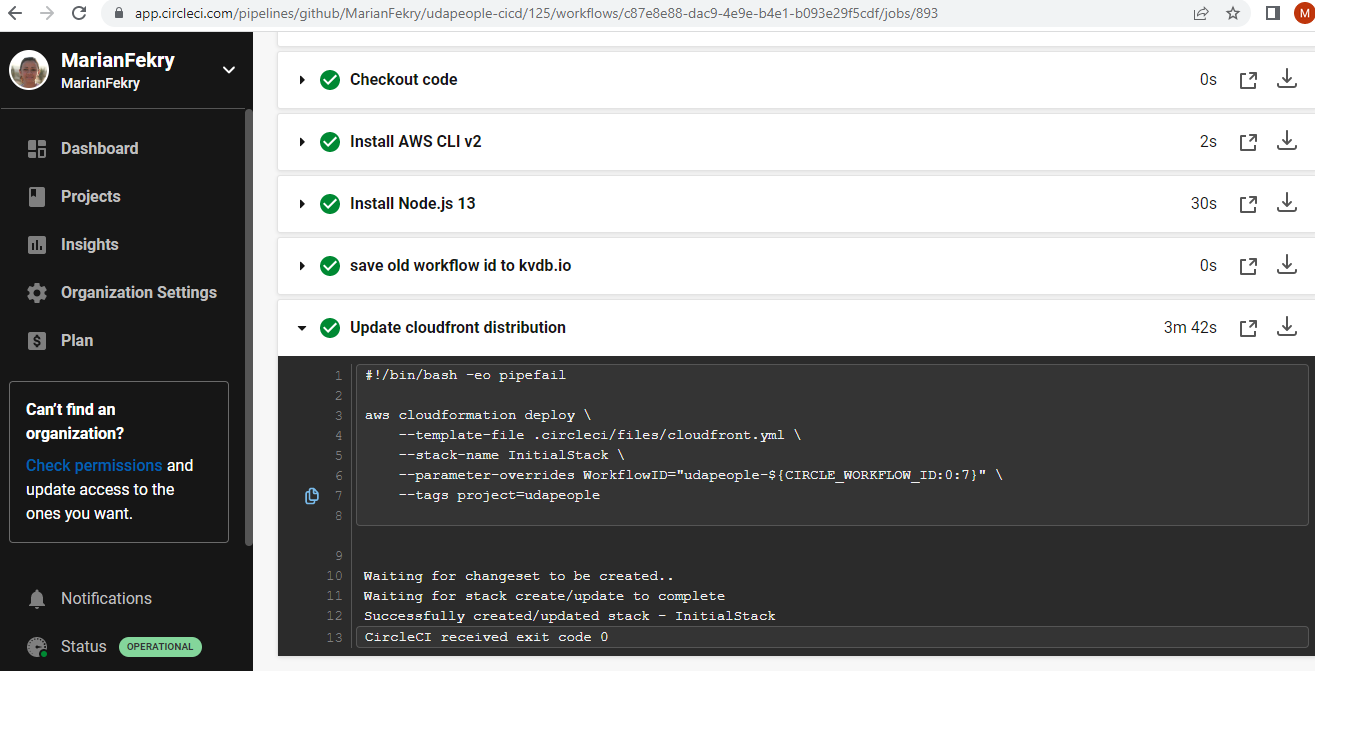 app.circleci.com/pipelines/github/MarianFekry/udapeople-cicd/125/workflows/c87e8e88-dac9-4e9e-b4e1-b093e29f5cdf/jobs/893
M
MarianFekry
MarianFekry
Dashboard
Projects
Insights
Organization Settings
Plan
Can't find an
organization?
Check permissions and
update access to the
ones you want.
Notifications
Status OPERATIONAL
Checkout code 0s
Install AWS CLI v2 2s
Install Node.js 13 30s
save old workflow id to kvdb.io 0s
Update cloudfront distribution 3m 42s
1 #!/bin/bash -eo pipefail
2
3 aws cloudformation deploy \
4 --template-file .circleci/files/cloudfront.yml \
5 --stack-name InitialStack \
6 --parameter-overrides WorkflowID="udapeople-${CIRCLE_WORKFLOW_ID:0:7}" \
7 --tags project=udapeople
8
9
10 Waiting for changeset to be created..
11 Waiting for stack create/update to complete
12 Successfully created/updated stack - InitialStack
13 CircleCI received exit code 0